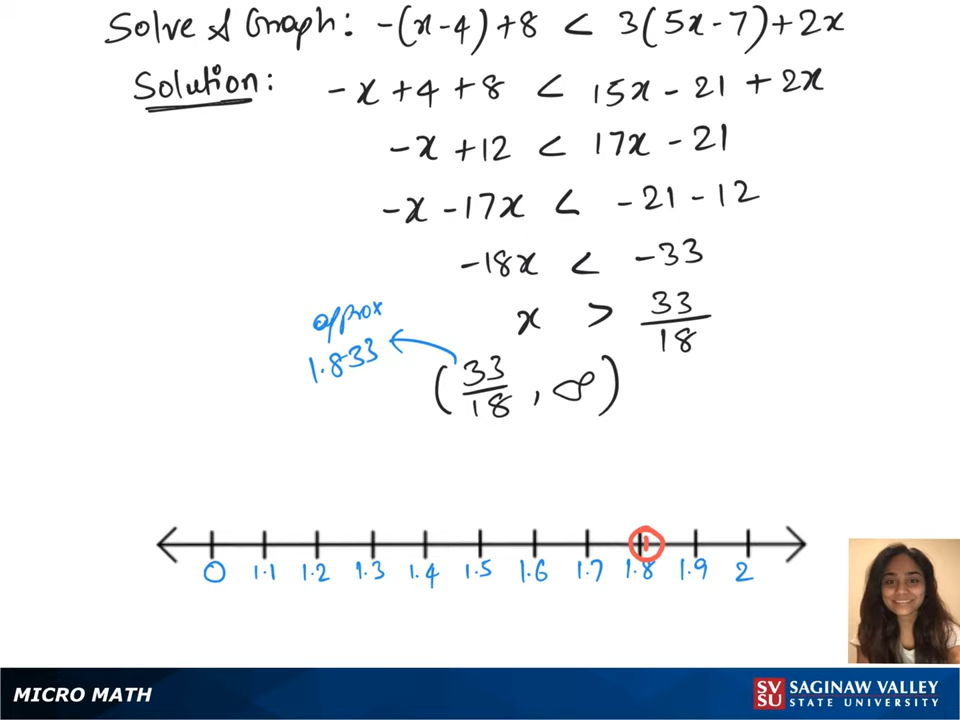 Solve & Graph: -(x-4)+8 < 3(5x-7)+2x
Solution: -x+4+8 < 15x-21+2x
-x+12 < 17x-21
-x-17x < -21-12
-18x < -33
x > 33/18
approx
1.833
(33/18, ∞)
0 1.1 1.2 1.3 1.4 1.5 1.6 1.7 1.8 1.9 2
MICRO MATH
SV SU SAGINAW VALLEY
STATE UNIVERSITY